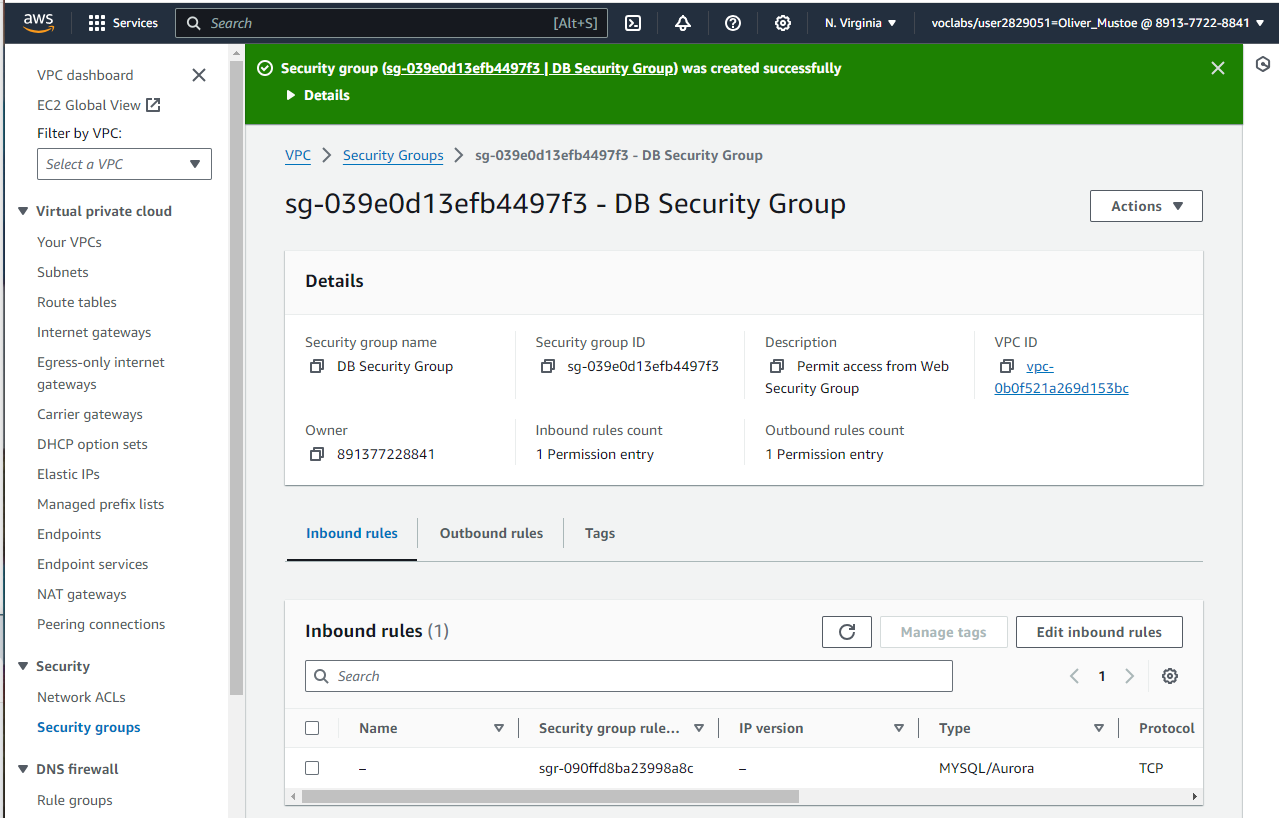 aws
Services
Search
[Alt+S]
N. Virginia
voclabs/user2829051=Oliver_Mustoe @ 8913-7722-8841
VPC dashboard
EC2 Global View
Filter by VPC:
Select a VPC
Virtual private cloud
Your VPCs
Subnets
Route tables
Internet gateways
Egress-only internet
gateways
Carrier gateways
DHCP option sets
Elastic IPs
Managed prefix lists
Endpoints
Endpoint services
NAT gateways
Peering connections
Security
Network ACLs
Security groups
DNS firewall
Rule groups
Security group (sg-039e0d13efb4497f3 | DB Security Group) was created successfully
Details
VPC
Security Groups
sg-039e0d13efb4497f3 - DB Security Group
sg-039e0d13efb4497f3 - DB Security Group
Actions
Details
Security group name
DB Security Group
Security group ID
sg-039e0d13efb4497f3
Description
Permit access from Web
Security Group
VPC ID
vpc-
0b0f521a269d153bc
Owner
891377228841
Inbound rules count
1 Permission entry
Outbound rules count
1 Permission entry
Inbound rules
Outbound rules
Tags
Inbound rules (1)
Manage tags
Edit inbound rules
Search
1
Name
Security group rule...
IP version
Type
Protocol
–
sgr-090ffd8ba23998a8c
–
MYSQL/Aurora
TCP